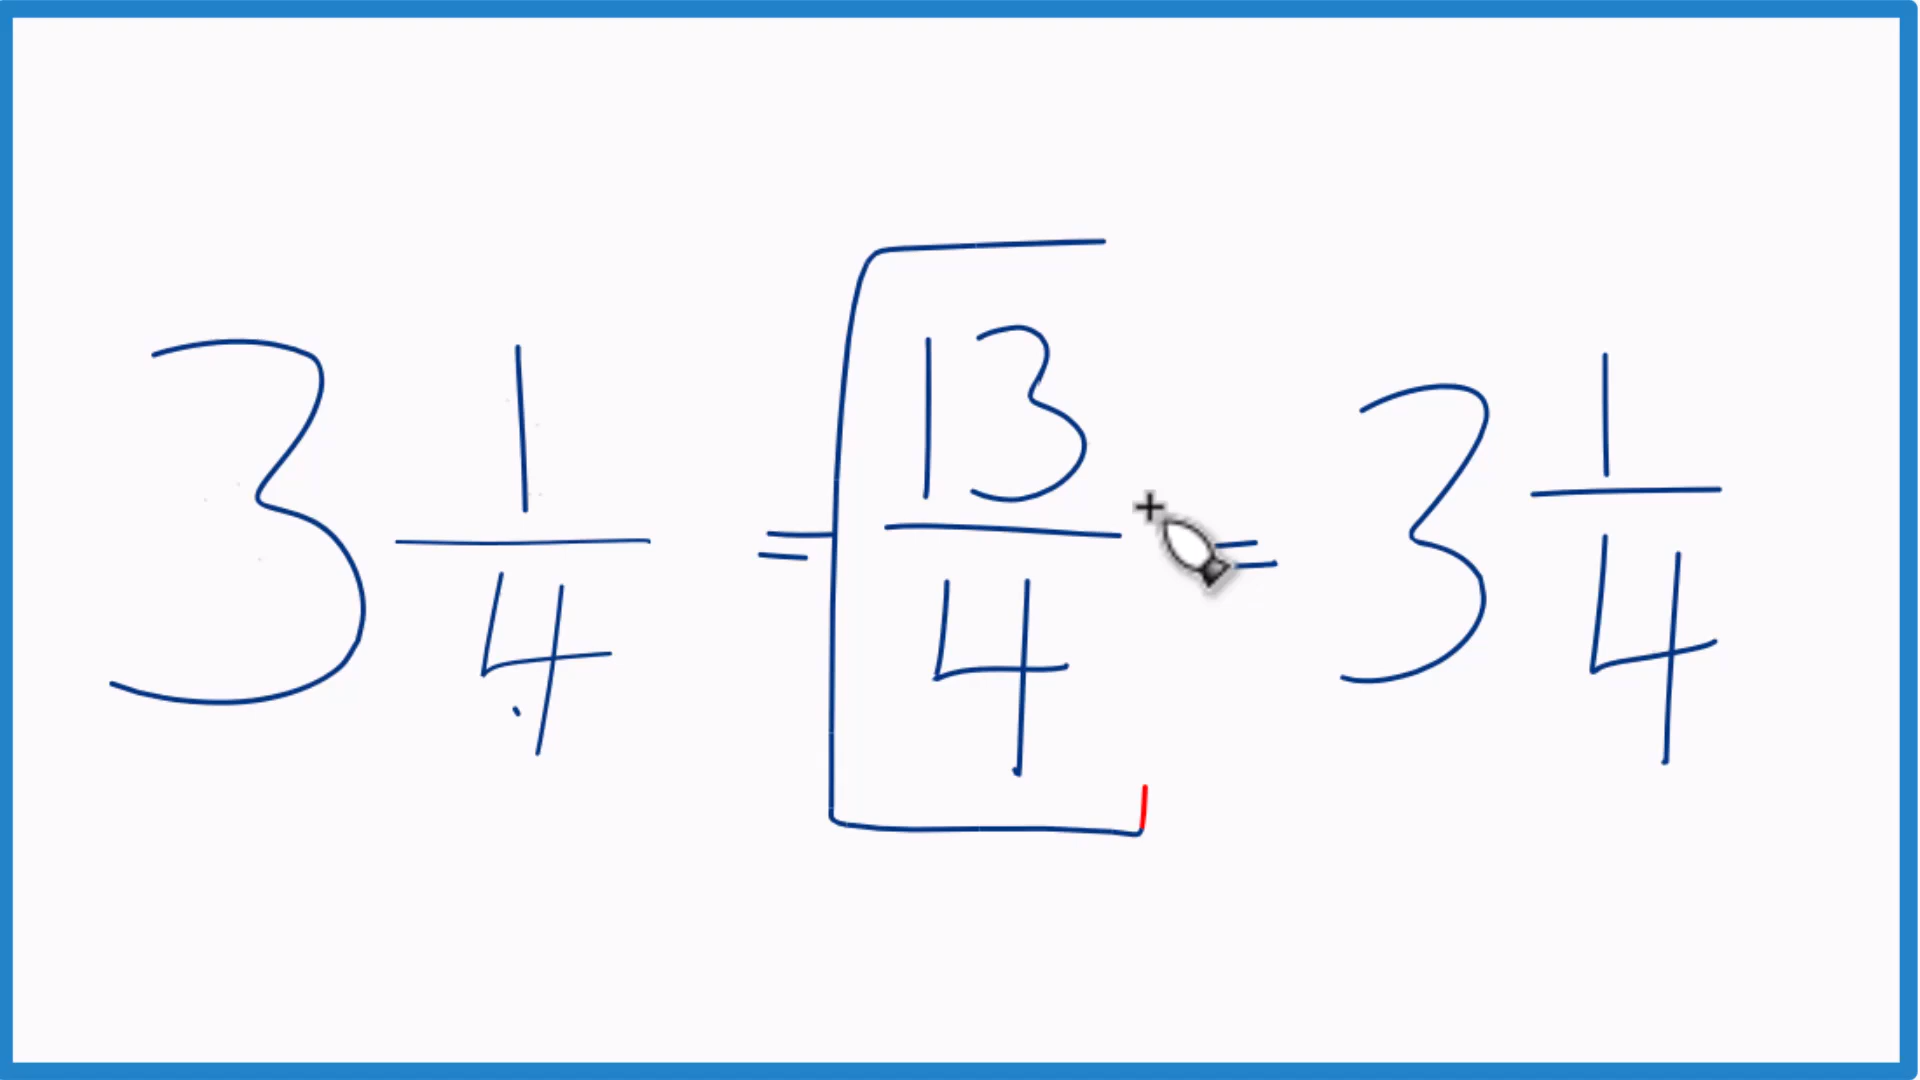 3 1/4 = 13/4 = 3 1/4